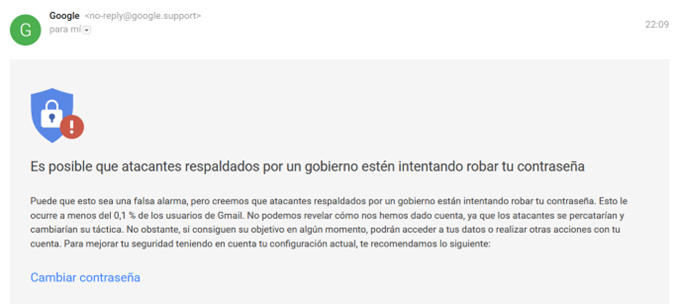 Google <no-reply@google.support>
para mí
22:09
G
Es posible que atacantes respaldados por un gobierno estén intentando robar tu contraseña
Puede que esto sea una falsa alarma, pero creemos que atacantes respaldados por un gobierno están intentando robar tu contraseña. Esto le
ocurre a menos del 0,1 % de los usuarios de Gmail. No podemos revelar cómo nos hemos dado cuenta, ya que los atacantes se percatarían y
cambiarían su táctica. No obstante, si consiguen su objetivo en algún momento, podrán acceder a tus datos o realizar otras acciones con tu
cuenta. Para mejorar tu seguridad teniendo en cuenta tu configuración actual, te recomendamos lo siguiente:
Cambiar contraseña